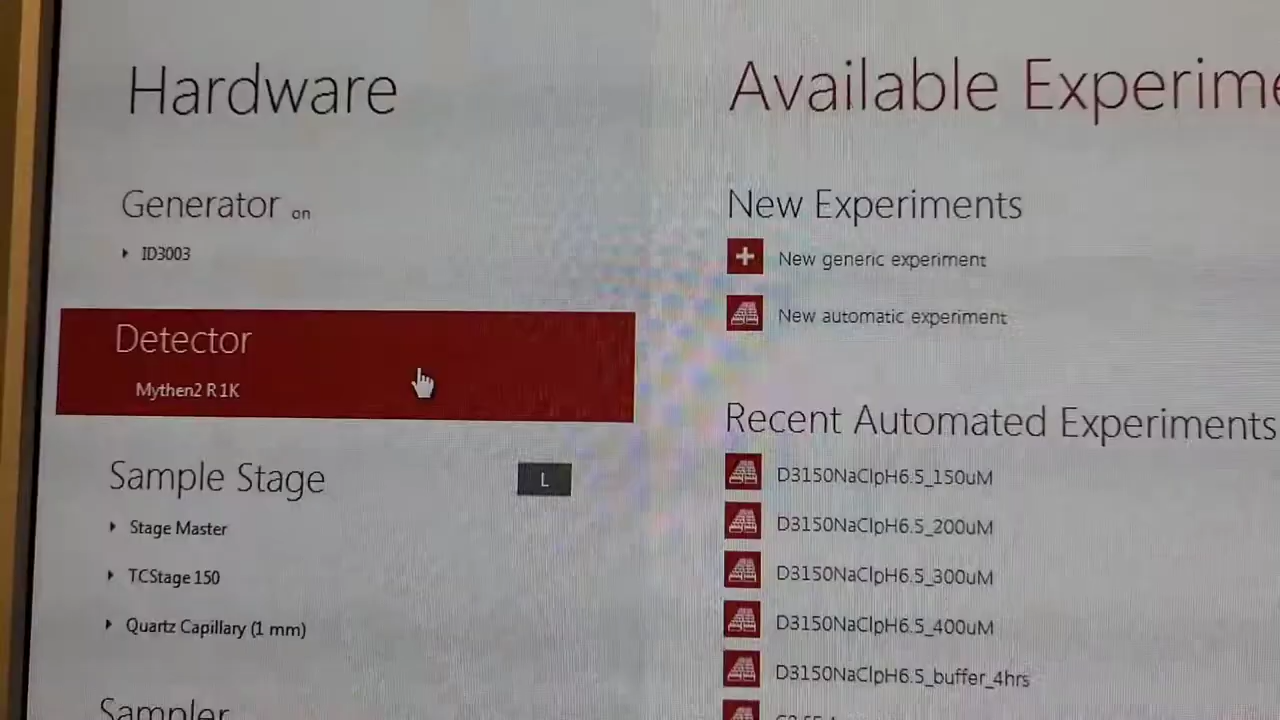 Hardware
Generator on
ID3003
Detector
Mythen2 R 1K
Sample Stage
L
Stage Master
TCStage 150
Quartz Capillary (1 mm)
Sampler
Available Experime
New Experiments
New generic experiment
New automatic experiment
Recent Automated Experiments
D3150NaClpH6.5_150uM
D3150NaClpH6.5_200uM
D3150NaClpH6.5_300uM
D3150NaClpH6.5_400uM
D3150NaClpH6.5_buffer_4hrs